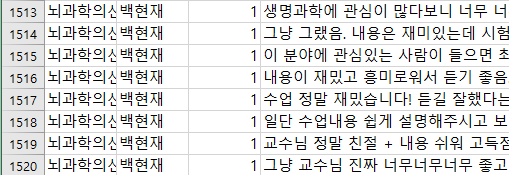 1513 뇌과학의 백현재 1 생명과학에 관심이 많다보니 너무 너
1514 뇌과학의 백현재 1 그냥 그랬음. 내용은 재미있는데 시험
1515 뇌과학의 백현재 1 이 분야에 관심있는 사람이 들으면 최
1516 뇌과학의 백현재 1 내용이 재밌고 흥미로워서 듣기 좋음
1517 뇌과학의 백현재 1 수업 정말 재밌습니다! 듣길 잘했다는
1518 뇌과학의 백현재 1 일단 수업내용 쉽게 설명해주시고 보
1519 뇌과학의 백현재 1 교수님 정말 친절 + 내용 쉬워 고득점
1520 뇌과학의 백현재 1 그냥 교수님 진짜 너무너무너무 좋고